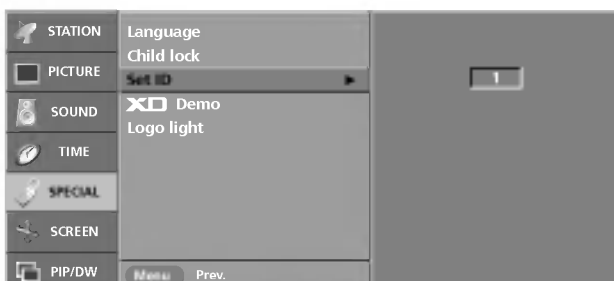 STATION
PICTURE
SOUND
TIME
SPECIAL
SCREEN
PIP/DW
Language
Child lock
Set ID
XD Demo
Logo light
Menu Prev.
1